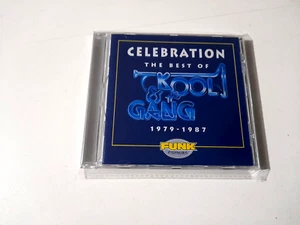 CELEBRATION
THE BEST OF
KOOL
& THE
GANG
1979-1987
FUNK